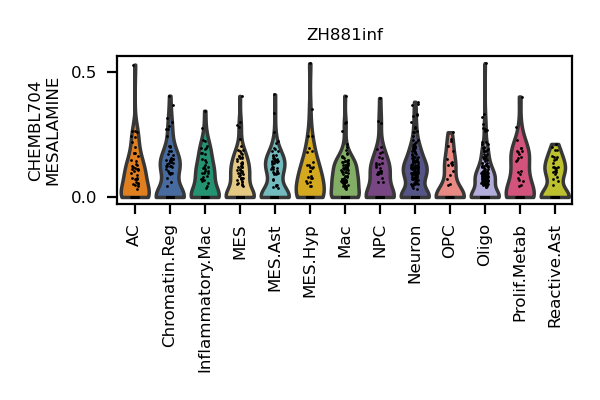 ZH881inf
CHEMBL704
MESALAMINE
0.5
0.0
AC
Chromatin.Reg
Inflammatory.Mac
MES
MES.Ast
MES.Hyp
Mac
NPC
Neuron
OPC
Oligo
Prolif.Metab
Reactive.Ast